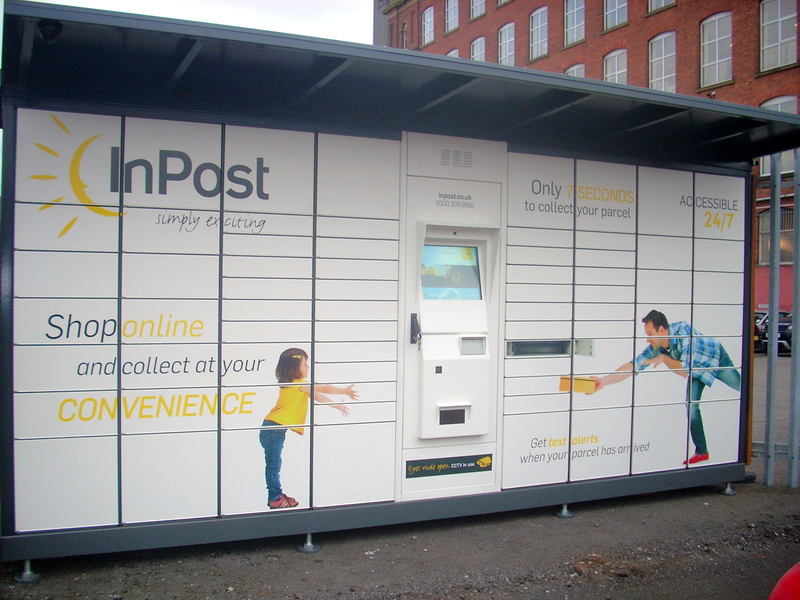 InPost
simply exciting
Shop online
and collect at your
CONVENIENCE
inpost.co.uk
0330 335 0950
Eyes wide open CCTV in use
Only 7 SECONDS
to collect your parcel
ACCESSIBLE
24/7
Get text alerts
when your parcel has arrived